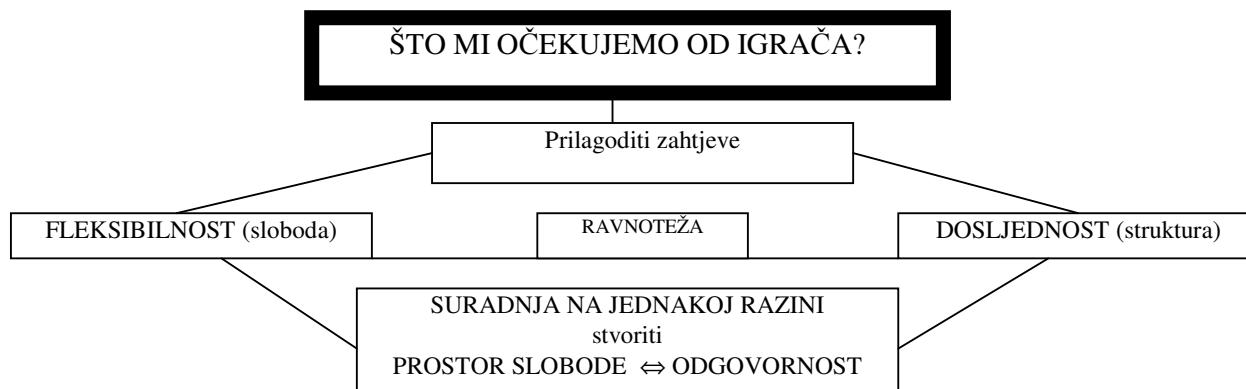 ŠTO MI OČEKUJEMO OD IGRAČA?
Prilagoditi zahtjeve
FLEKSIBILNOST (sloboda)
RAVNOTEŽA
DOSLJEDNOST (struktura)
SURADNJA NA JEDNAKOJ RAZINI
stvoriti
PROSTOR SLOBODE ⇔ ODGOVORNOST